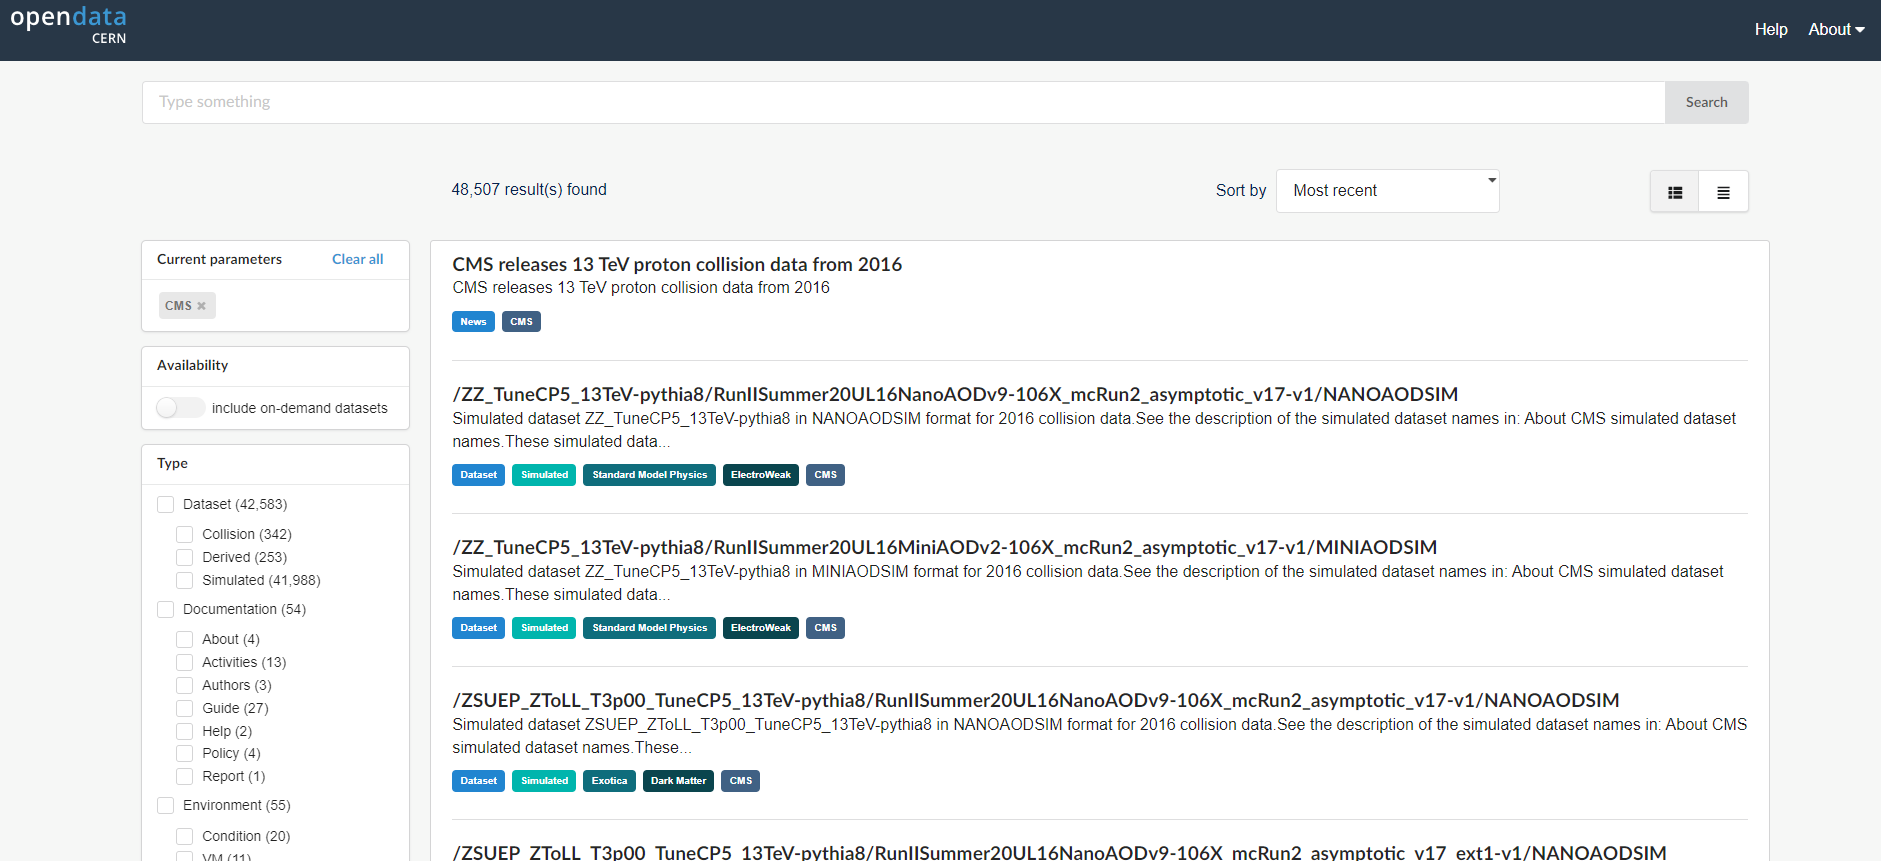 opendata
CERN
Help
About
Type something
Search
48,507 result(s) found
Sort by
Most recent
Current parameters
Clear all
CMS
Availability
include on-demand datasets
Type
Dataset (42,583)
Collision (342)
Derived (253)
Simulated (41,988)
Documentation (54)
About (4)
Activities (13)
Authors (3)
Guide (27)
Help (2)
Policy (4)
Report (1)
Environment (55)
Condition (20)
VM (11)
CMS releases 13 TeV proton collision data from 2016
CMS releases 13 TeV proton collision data from 2016
News CMS
/ZZ_TuneCP5_13TeV-pythia8/RunIISummer20UL16NanoAODv9-106X_mcRun2_asymptotic_v17-v1/NANOAODSIM
Simulated dataset ZZ_TuneCP5_13TeV-pythia8 in NANOAODSIM format for 2016 collision data.See the description of the simulated dataset names in: About CMS simulated dataset
names.These simulated data...
Dataset Simulated Standard Model Physics ElectroWeak CMS
/ZZ_TuneCP5_13TeV-pythia8/RunIISummer20UL16MiniAODv2-106X_mcRun2_asymptotic_v17-v1/MINIAODSIM
Simulated dataset ZZ_TuneCP5_13TeV-pythia8 in MINIAODSIM format for 2016 collision data.See the description of the simulated dataset names in: About CMS simulated dataset
names.These simulated data...
Dataset Simulated Standard Model Physics ElectroWeak CMS
/ZSUEP_ZToLL_T3p00_TuneCP5_13TeV-pythia8/RunIISummer20UL16NanoAODv9-106X_mcRun2_asymptotic_v17-v1/NANOAODSIM
Simulated dataset ZSUEP_ZToLL_T3p00_TuneCP5_13TeV-pythia8 in NANOAODSIM format for 2016 collision data.See the description of the simulated dataset names in: About CMS
simulated dataset names.These...
Dataset Simulated Exotica Dark Matter CMS
/ZSUEP_ZToLL_T3p00_TuneCP5_13TeV-pythia8/RunIISummer20UL16NanoAODv9-106X_mcRun2_asymptotic_v17_ext1-v1/NANOAODSIM